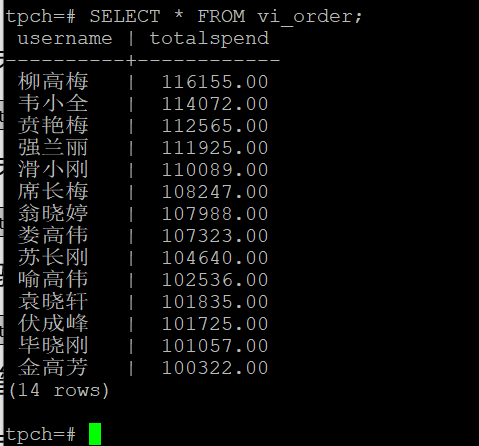 tpch=# SELECT * FROM vi_order;
 username | totalspend
----------+------------
 柳高梅   |  116155.00
 韦小全   |  114072.00
 贲艳梅   |  112565.00
 强兰丽   |  111925.00
 滑小刚   |  110089.00
 席长梅   |  108247.00
 翁晓婷   |  107988.00
 娄高伟   |  107323.00
 苏长刚   |  104640.00
 喻高伟   |  102536.00
 袁晓轩   |  101835.00
 伏成峰   |  101725.00
 毕晓刚   |  101057.00
 金高芳   |  100322.00
(14 rows)
tpch=#